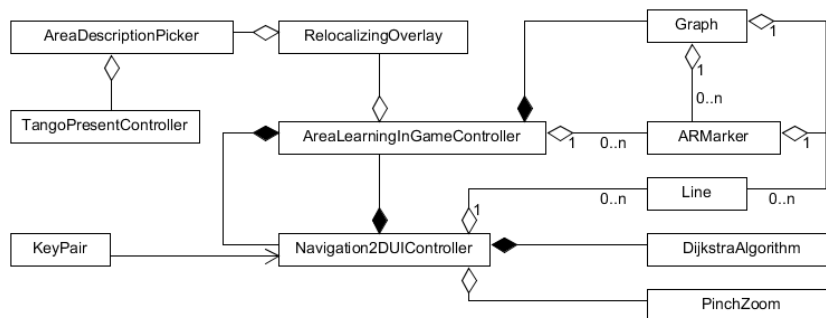 AreaDescriptionPicker
RelocalizingOverlay
Graph
1
1
0..n
TangoPresentController
AreaLearningInGameController
1
0..n
ARMarker
1
1
0..n
Line
0..n
KeyPair
Navigation2DUIController
DijkstraAlgorithm
PinchZoom